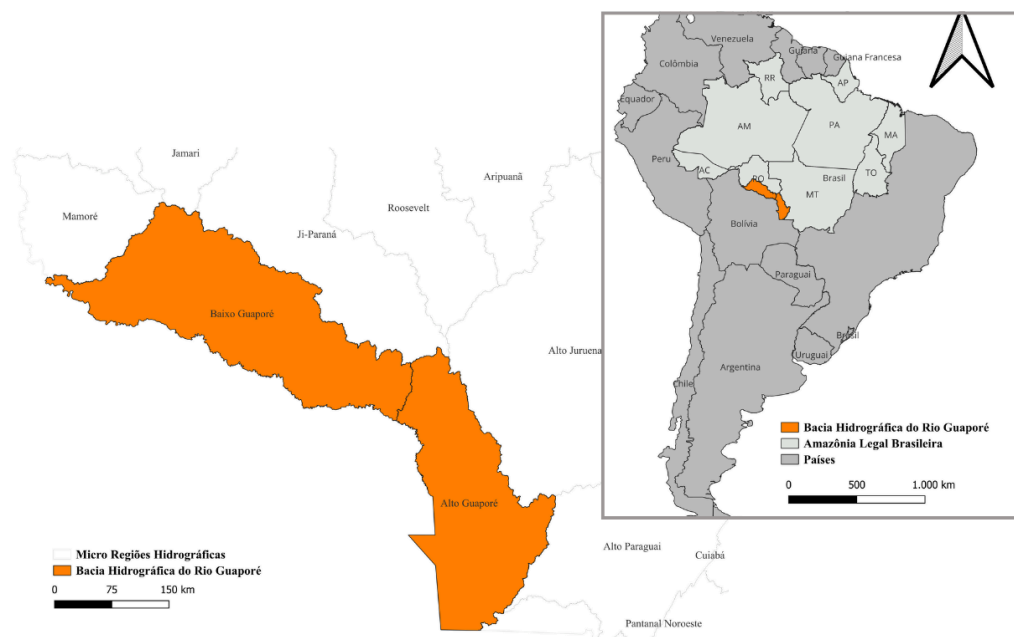 Jamari
Mamoré
Aripuanã
Roosevelt
Ji-Paraná
Baixo Guaporé
Alto Juruena
Alto Guaporé
Alto Paraguai
Cuiabá
Pantanal Noroeste
Micro Regiões Hidrográficas
Bacia Hidrográfica do Rio Guaporé
0 75 150 km
Venezuela
Guiana
Guiana Francesa
Colômbia
RR
AP
Equador
AM
PA
MA
Peru
AC
RO
TO
MT
Brasil
Bolívia
Paraguai
Brasil
Uruguai
Argentina
Chile
Bacia Hidrográfica do Rio Guaporé
Amazônia Legal Brasileira
Países
0 500 1.000 km